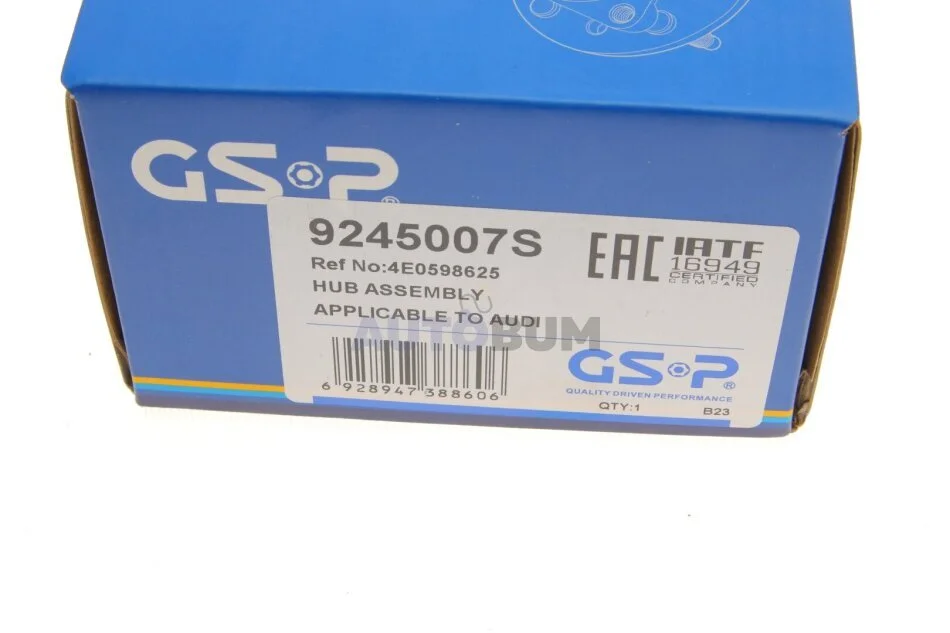 GSP®
9245007S
Ref No:4E0598625
HUB ASSEMBLY
APPLICABLE TO AUDI
EAC
IATF
16949
CERTIFIED
COMPANY
AUTOBUM
6 928947 388606
GSP®
QUALITY DRIVEN PERFORMANCE
QTY:1
B23